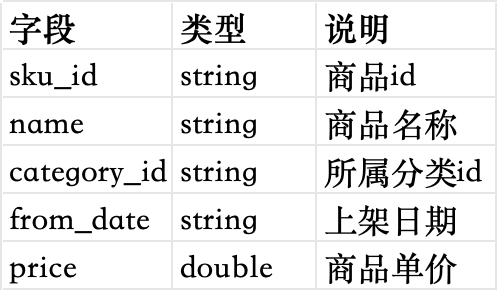 字段 类型 说明
sku_id string 商品id
name string 商品名称
category_id string 所属分类id
from_date string 上架日期
price double 商品单价